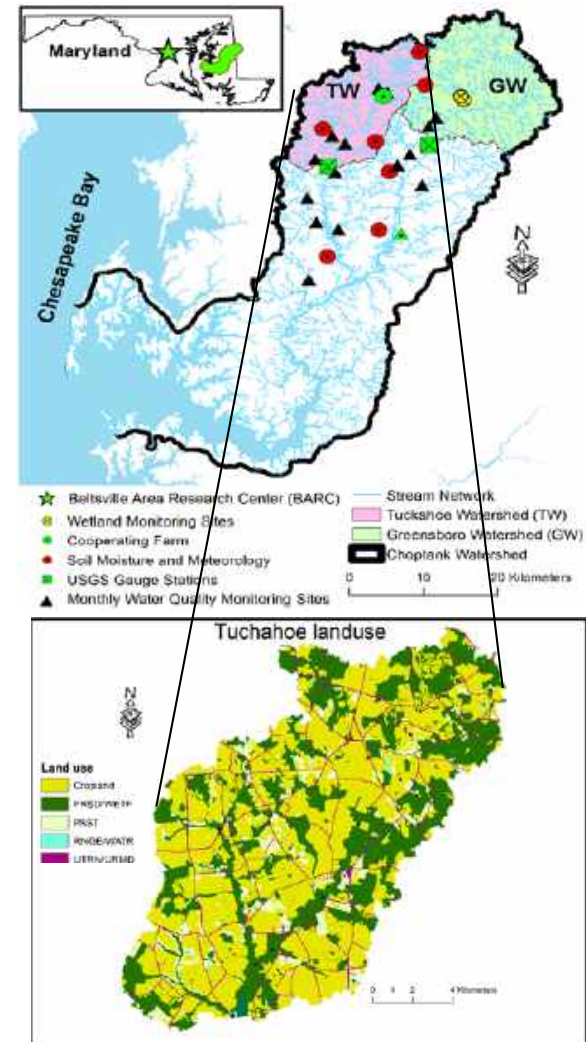 Maryland
TW
GW
Chesapeake Bay
N
Beltsville Area Research Center (BARC)
Wetland Monitoring Sites
Cooperating Farm
Soil Moisture and Meteorology
USGS Gauge Stations
Monthly Water Quality Monitoring Sites
Stream Network
Tuckahoe Watershed (TW)
Greensboro Watershed (GW)
Choptank Watershed
0 10 20 Kilometers
Tuchahoe landuse
N
Land use
Cropland
PAST
0 1 2 4 Kilometers